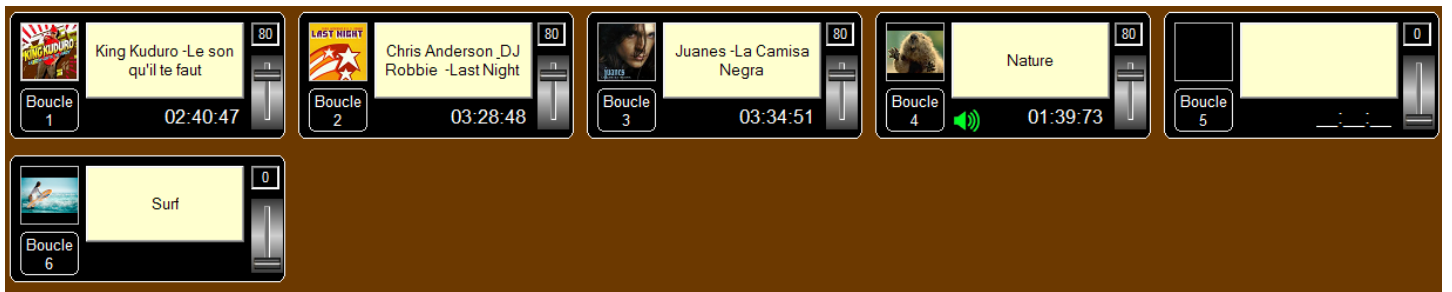 KING KUDURO
King Kuduro -Le son
qu'il te faut
80
Boucle
1
02:40:47
LAST NIGHT
Chris Anderson_DJ
Robbie -Last Night
80
Boucle
2
03:28:48
juanes
Juanes -La Camisa
Negra
80
Boucle
3
03:34:51
Nature
80
Boucle
4
01:39:73
0
Boucle
5
__:__:__
Surf
0
Boucle
6